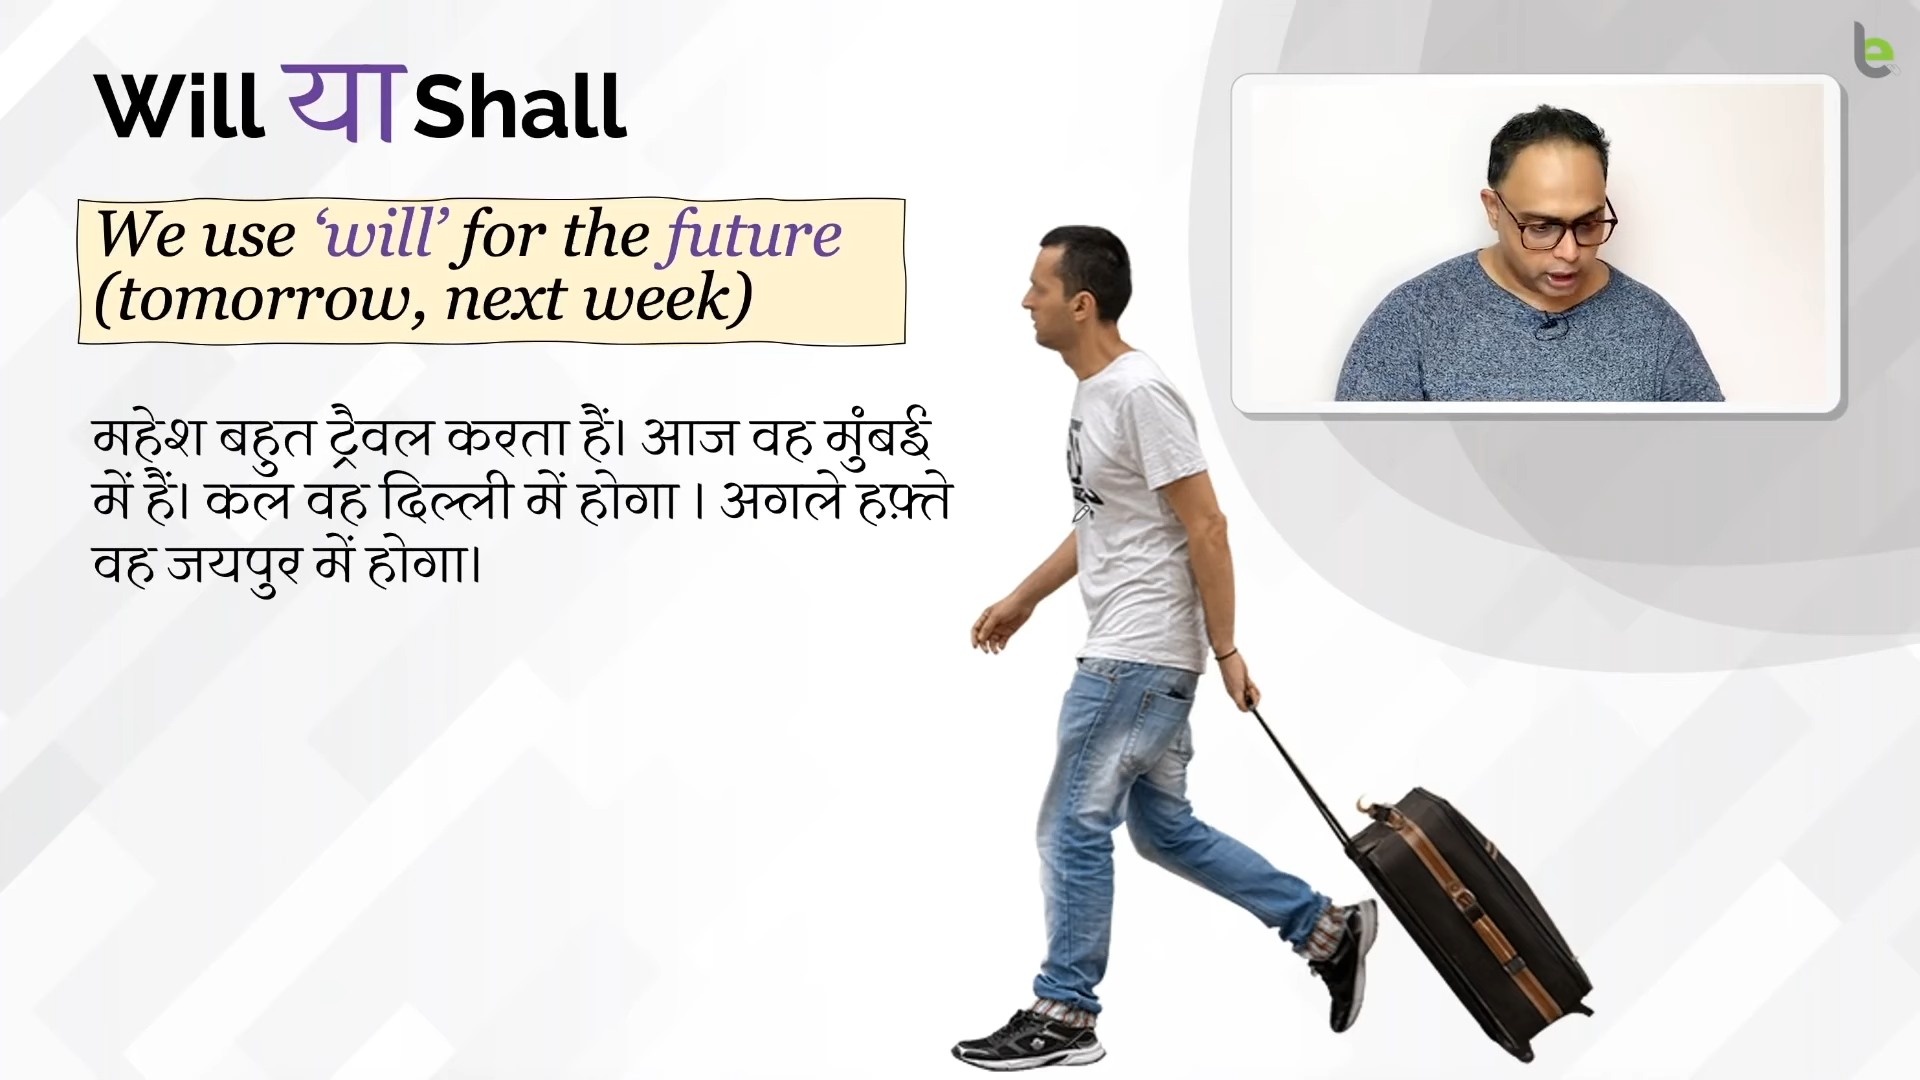 Will या Shall
We use ‘will’ for the future
(tomorrow, next week)
महेश बहुत ट्रैवल करता हैं। आज वह मुंबई
में हैं। कल वह दिल्ली में होगा । अगले हफ़्ते
वह जयपुर में होगा।